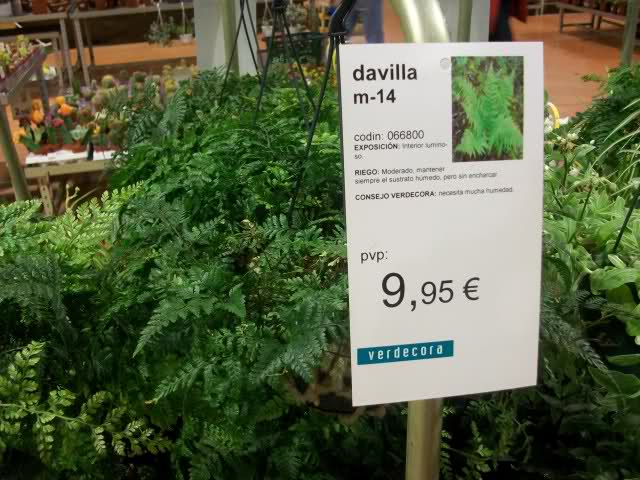 davilla
m-14
codin: 066800
EXPOSICIÓN: Interior lumino-
so.
RIEGO: Moderado, mantener
siempre el sustrato húmedo, pero sin encharcar.
CONSEJO VERDECORA: necesita mucha humedad.
pvp:
9,95 €
verdecora